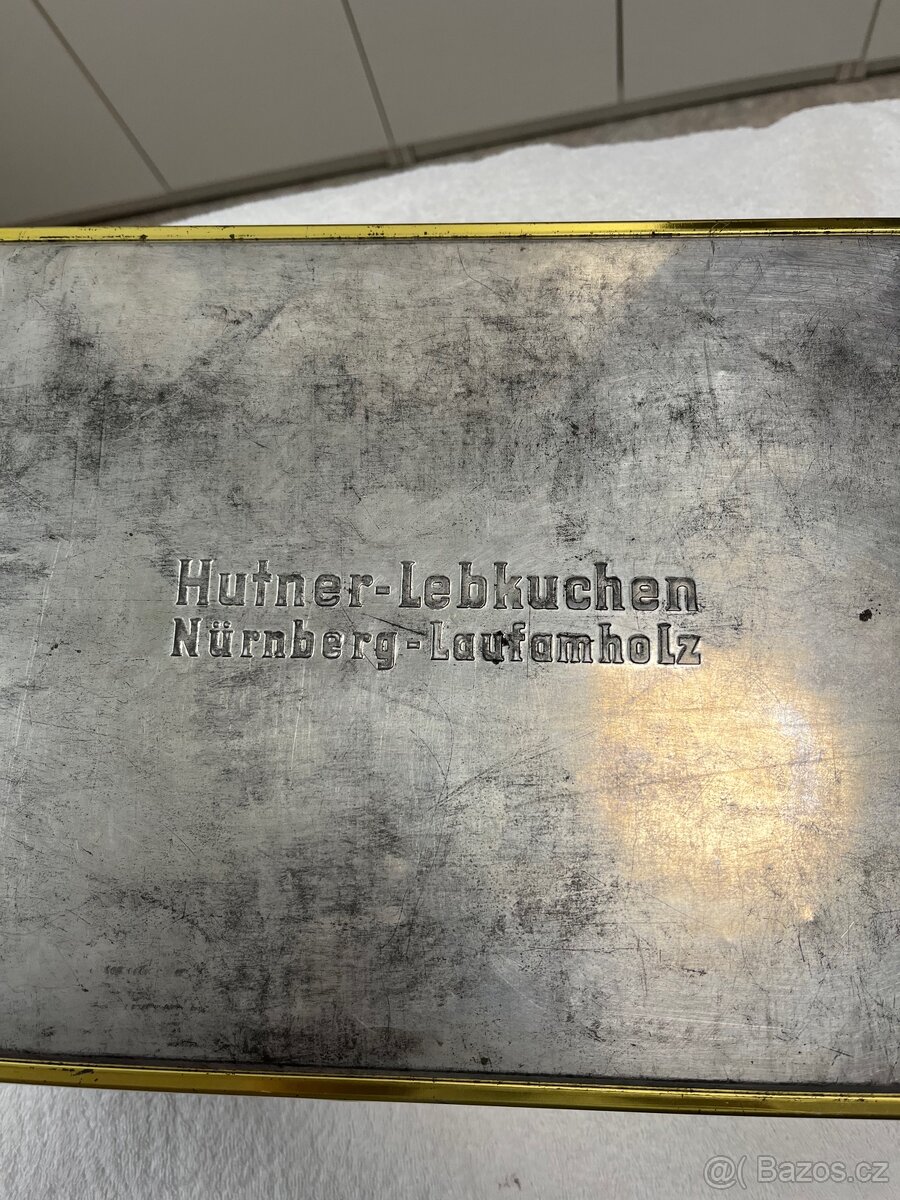 Hutner-Lebkuchen
Nürnberg-Laufamholz
@( Bazos.cz